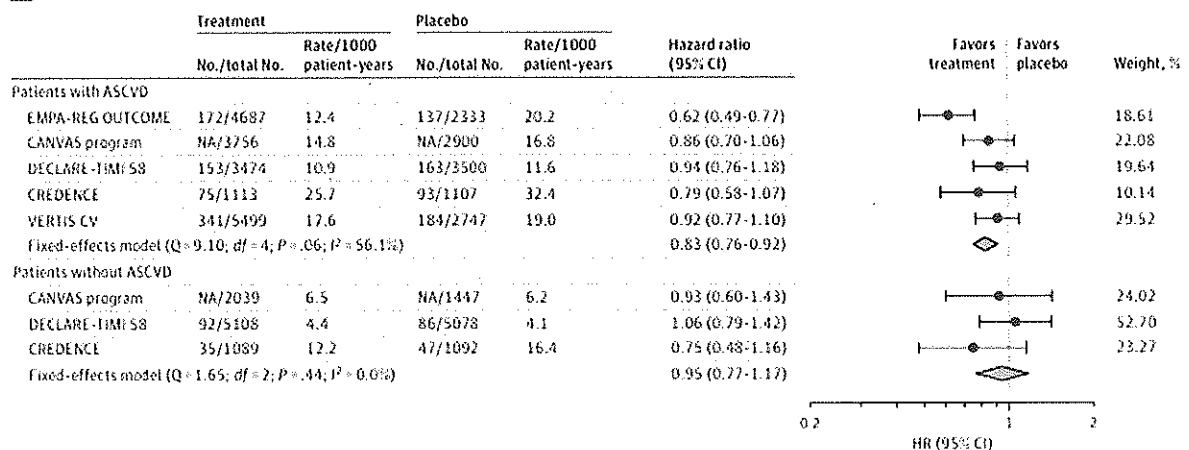 Treatment Placebo
No./total No. Rate/1000 patient-years No./total No. Rate/1000 patient-years Hazard ratio (95% CI) Favors treatment Favors placebo Weight, %
Patients with ASCVD
EMPA-REG OUTCOME 172/4687 12.4 137/2333 20.2 0.62 (0.49-0.77) 18.61
CANVAS program NA/3756 14.8 NA/2900 16.8 0.86 (0.70-1.06) 22.08
DECLARE-TIMI 58 153/3474 10.9 163/3500 11.6 0.94 (0.76-1.18) 19.64
CREDENCE 75/1113 25.7 93/1107 32.4 0.79 (0.58-1.07) 10.14
VERTIS CV 341/5499 17.6 184/2747 19.0 0.92 (0.77-1.10) 29.52
Fixed-effects model (Q = 9.10; df = 4; P = .06; I² = 56.1%) 0.83 (0.76-0.92)
Patients without ASCVD
CANVAS program NA/2039 6.5 NA/1447 6.2 0.93 (0.60-1.43) 24.02
DECLARE-TIMI 58 92/5108 4.4 86/5078 4.1 1.06 (0.79-1.42) 52.70
CREDENCE 35/1089 12.2 47/1092 16.4 0.75 (0.48-1.16) 23.27
Fixed-effects model (Q = 1.65; df = 2; P = .44; I² = 0.0%) 0.95 (0.77-1.17)
0.2 1 2
HR (95% CI)